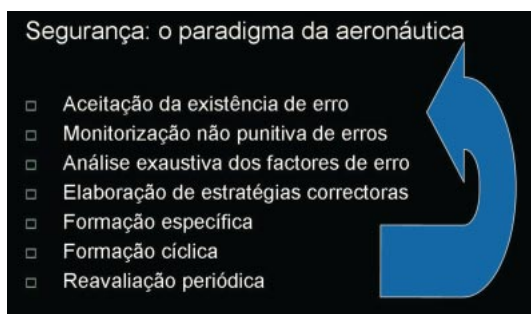 Segurança: o paradigma da aeronáutica
Aceitação da existência de erro
Monitorização não punitiva de erros
Análise exaustiva dos factores de erro
Elaboração de estratégias correctoras
Formação específica
Formação cíclica
Reavaliação periódica